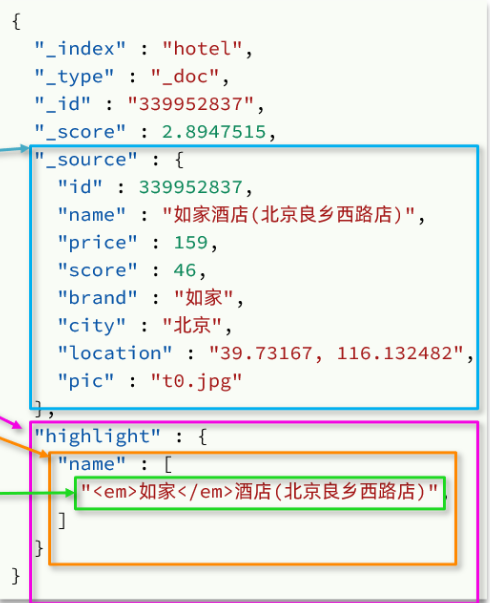 {
"_index" : "hotel",
"_type" : "_doc",
"_id" : "339952837",
"_score" : 2.8947515,
"_source" : {
"id" : 339952837,
"name" : "如家酒店(北京良乡西路店)",
"price" : 159,
"score" : 46,
"brand" : "如家",
"city" : "北京",
"location" : "39.73167, 116.132482",
"pic" : "t0.jpg"
},
"highlight" : {
"name" : [
"<em>如家</em>酒店(北京良乡西路店)",
]
}
}